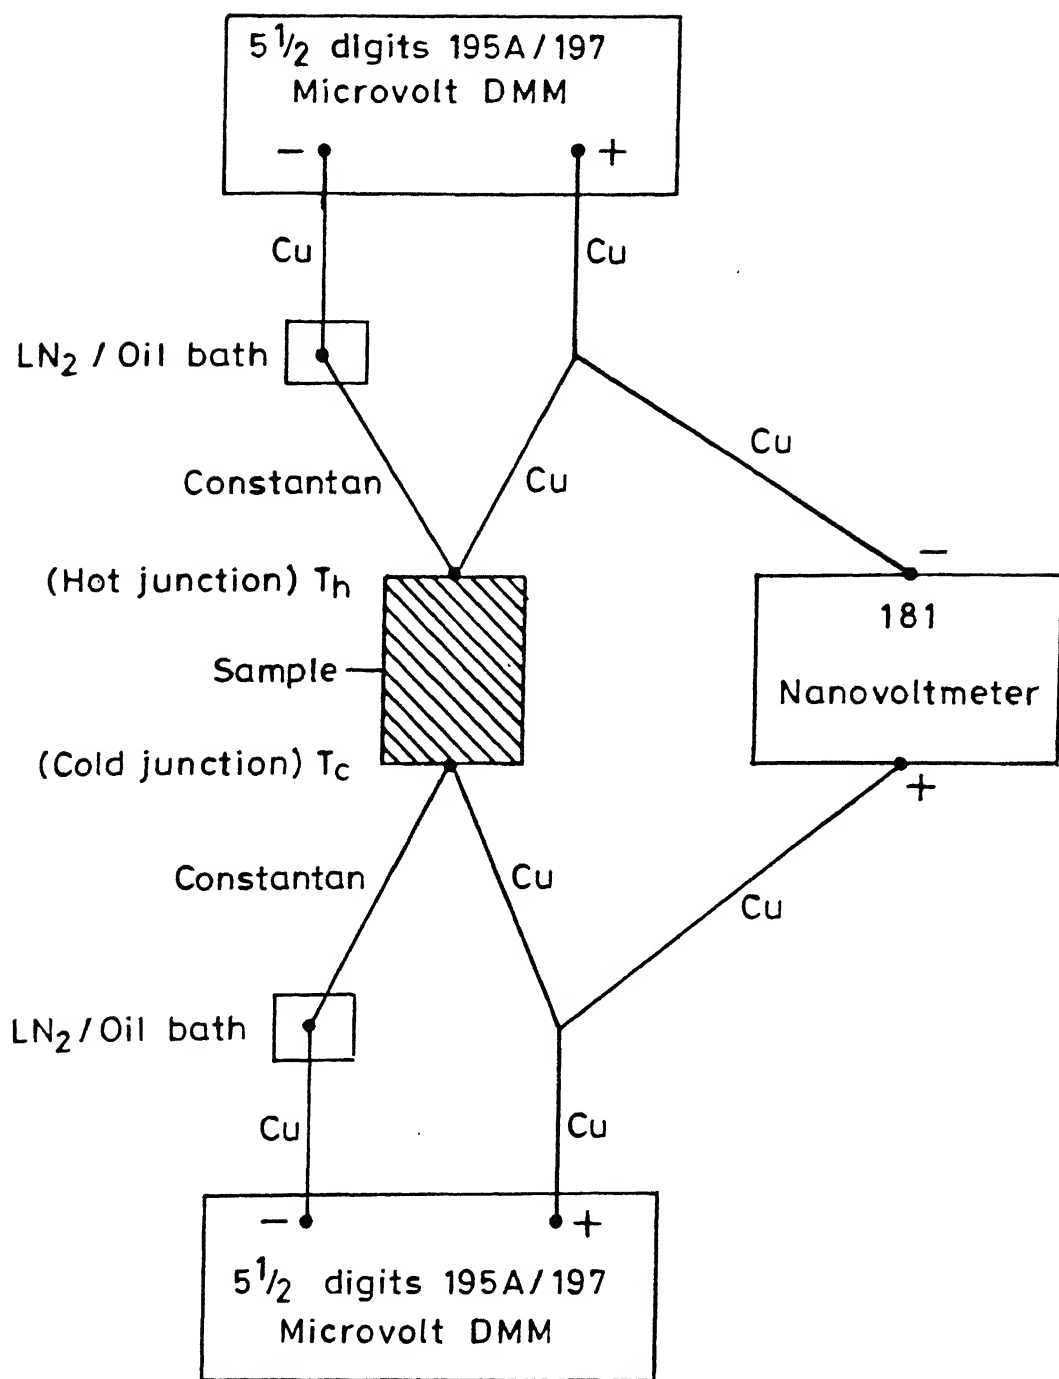 5 1/2 digits 195A/197
Microvolt DMM
− +
Cu Cu
LN₂ / Oil bath
Cu
Constantan Cu
−
(Hot junction) Th
181
Sample
Nanovoltmeter
(Cold junction) Tc
+
Constantan Cu
Cu
LN₂/Oil bath
Cu Cu
− +
5 1/2 digits 195A/197
Microvolt DMM